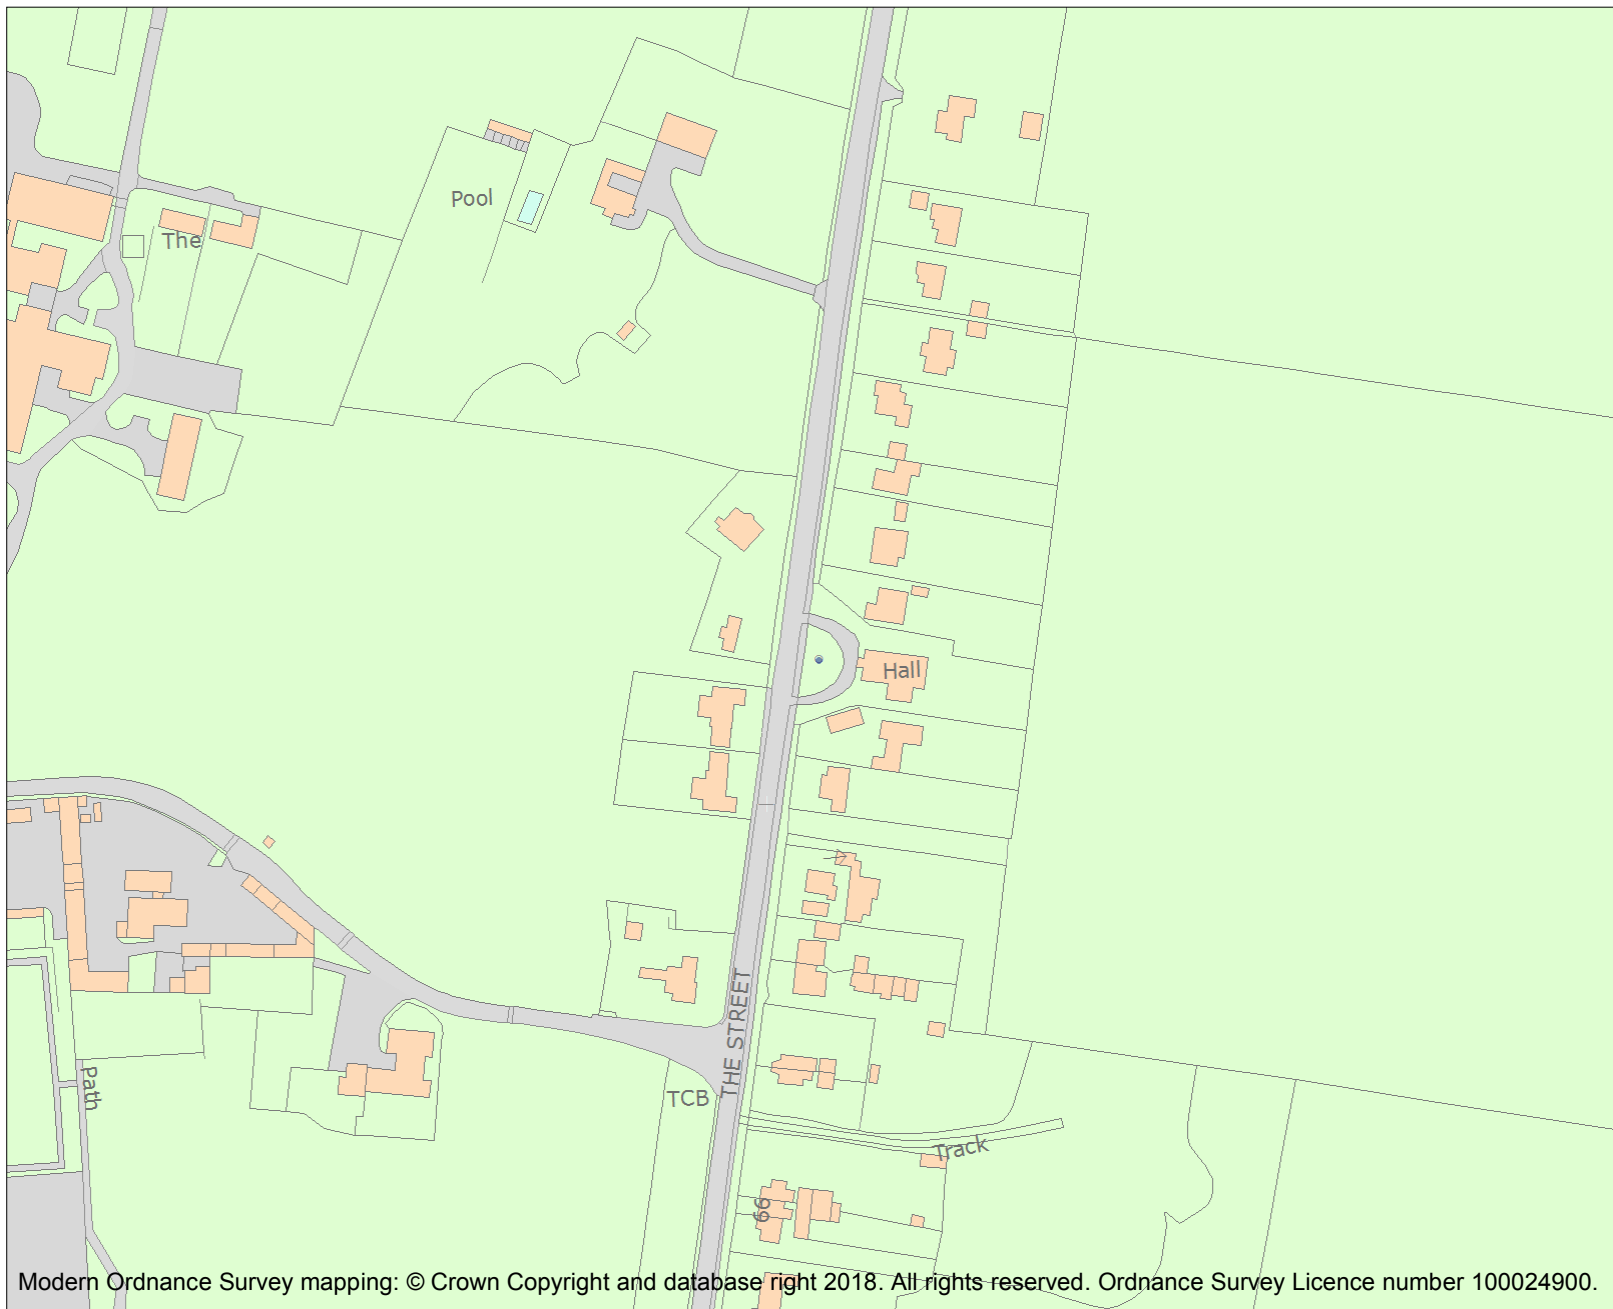 Pool
The
Hall
THE STREET
TCB
Path
Track
66
Modern Ordnance Survey mapping: © Crown Copyright and database right 2018. All rights reserved. Ordnance Survey Licence number 100024900.